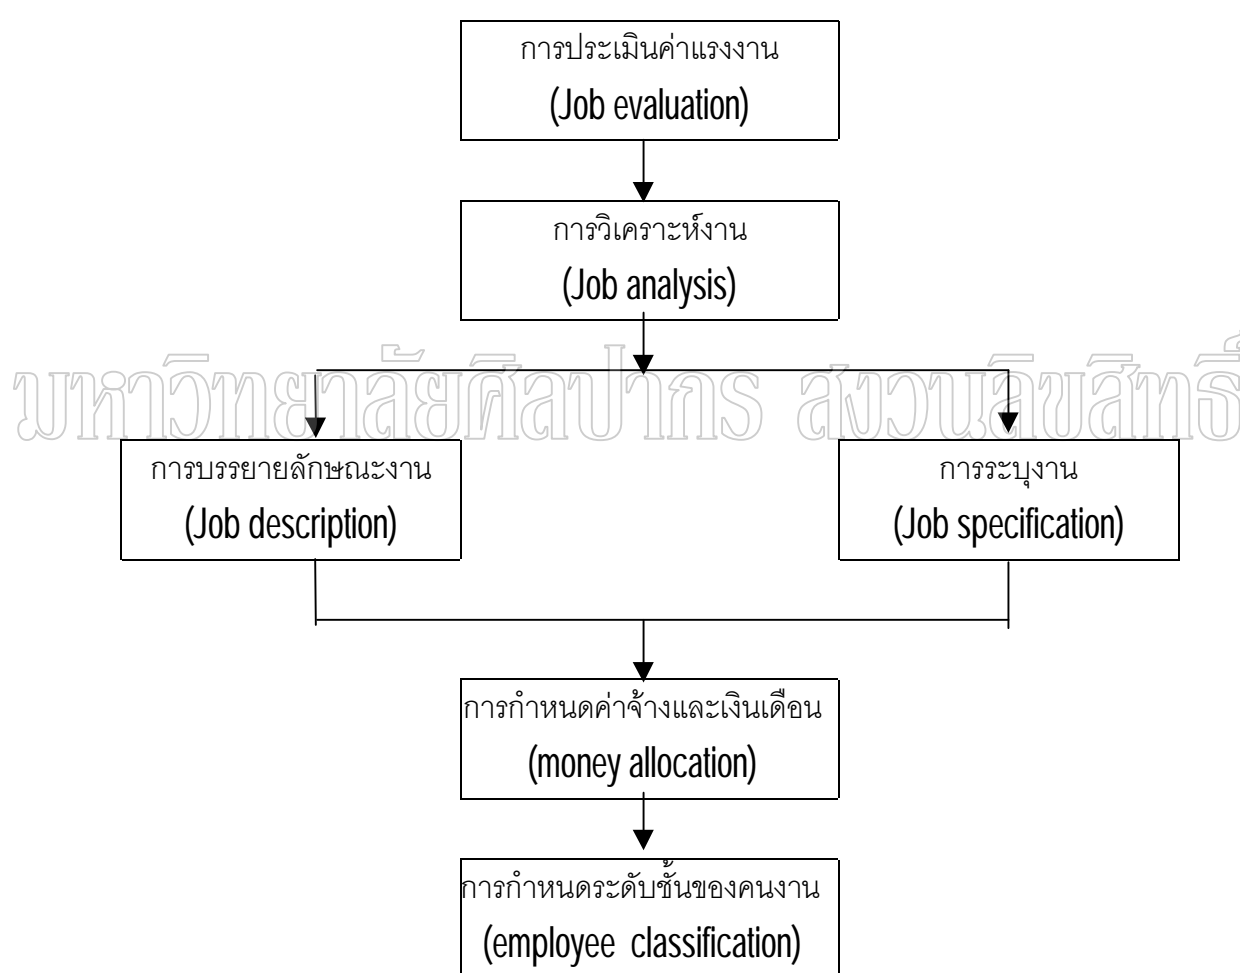 การประเมินค่าแรงงาน
(Job evaluation)
การวิเคราะห์งาน
(Job analysis)
มหาวิทยาลัยศิลปากร สงวนลิขสิทธิ์
การบรรยายลักษณะงาน
(Job description)
การระบุงาน
(Job specification)
การกำหนดค่าจ้างและเงินเดือน
(money allocation)
การกำหนดระดับชั้นของคนงาน
(employee classification)